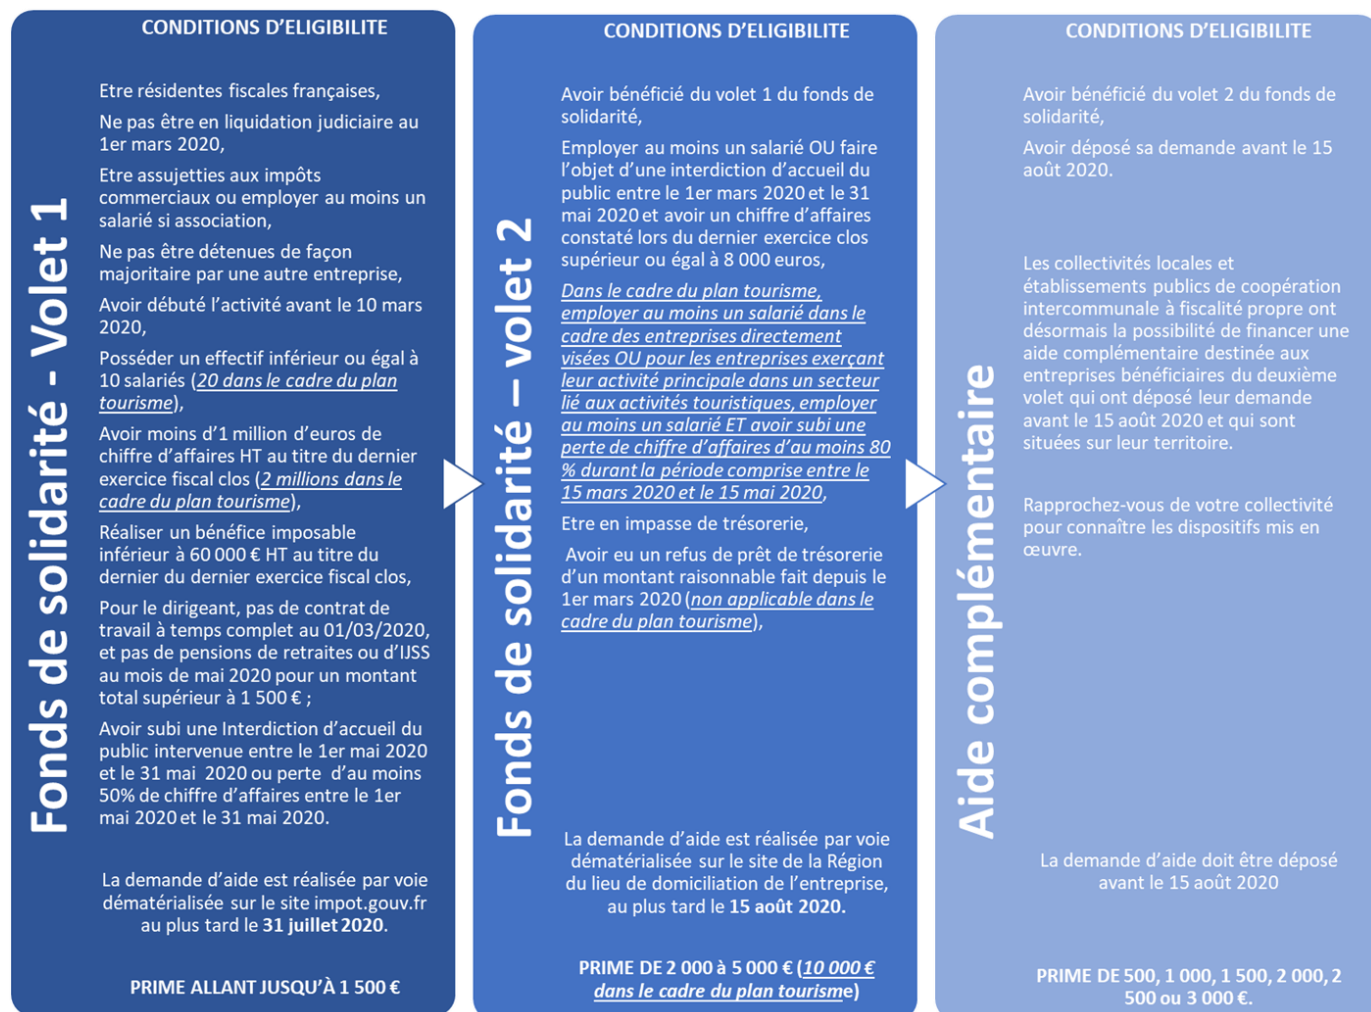 Fonds de solidarité - Volet 1
CONDITIONS D’ELIGIBILITE
Etre résidentes fiscales françaises,
Ne pas être en liquidation judiciaire au
1er mars 2020,
Etre assujetties aux impôts
commerciaux ou employer au moins un
salarié si association,
Ne pas être détenues de façon
majoritaire par une autre entreprise,
Avoir débuté l’activité avant le 10 mars
2020,
Posséder un effectif inférieur ou égal à
10 salariés (20 dans le cadre du plan
tourisme),
Avoir moins d’1 million d’euros de
chiffre d’affaires HT au titre du dernier
exercice fiscal clos (2 millions dans le
cadre du plan tourisme),
Réaliser un bénéfice imposable
inférieur à 60 000 € HT au titre du
dernier du dernier exercice fiscal clos,
Pour le dirigeant, pas de contrat de
travail à temps complet au 01/03/2020,
et pas de pensions de retraites ou d’IJSS
au mois de mai 2020 pour un montant
total supérieur à 1 500 € ;
Avoir subi une Interdiction d’accueil du
public intervenue entre le 1er mai 2020
et le 31 mai 2020 ou perte d’au moins
50% de chiffre d’affaires entre le 1er
mai 2020 et le 31 mai 2020.
La demande d’aide est réalisée par voie
dématérialisée sur le site impot.gouv.fr
au plus tard le 31 juillet 2020.
PRIME ALLANT JUSQU’À 1 500 €
Fonds de solidarité – volet 2
CONDITIONS D’ELIGIBILITE
Avoir bénéficié du volet 1 du fonds de
solidarité,
Employer au moins un salarié OU faire
l’objet d’une interdiction d’accueil du
public entre le 1er mars 2020 et le 31
mai 2020 et avoir un chiffre d’affaires
constaté lors du dernier exercice clos
supérieur ou égal à 8 000 euros,
Dans le cadre du plan tourisme,
employer au moins un salarié dans le
cadre des entreprises directement
visées OU pour les entreprises exerçant
leur activité principale dans un secteur
lié aux activités touristiques, employer
au moins un salarié ET avoir subi une
perte de chiffre d’affaires d’au moins 80
% durant la période comprise entre le
15 mars 2020 et le 15 mai 2020,
Etre en impasse de trésorerie,
Avoir eu un refus de prêt de trésorerie
d’un montant raisonnable fait depuis le
1er mars 2020 (non applicable dans le
cadre du plan tourisme),
La demande d’aide est réalisée par voie
dématérialisée sur le site de la Région
du lieu de domiciliation de l’entreprise,
au plus tard le 15 août 2020.
PRIME DE 2 000 à 5 000 € (10 000 €
dans le cadre du plan tourisme)
Aide complémentaire
CONDITIONS D’ELIGIBILITE
Avoir bénéficié du volet 2 du fonds de
solidarité,
Avoir déposé sa demande avant le 15
août 2020.
Les collectivités locales et
établissements publics de coopération
intercommunale à fiscalité propre ont
désormais la possibilité de financer une
aide complémentaire destinée aux
entreprises bénéficiaires du deuxième
volet qui ont déposé leur demande
avant le 15 août 2020 et qui sont
situées sur leur territoire.
Rapprochez-vous de votre collectivité
pour connaître les dispositifs mis en
œuvre.
La demande d’aide doit être déposé
avant le 15 août 2020
PRIME DE 500, 1 000, 1 500, 2 000, 2
500 ou 3 000 €.